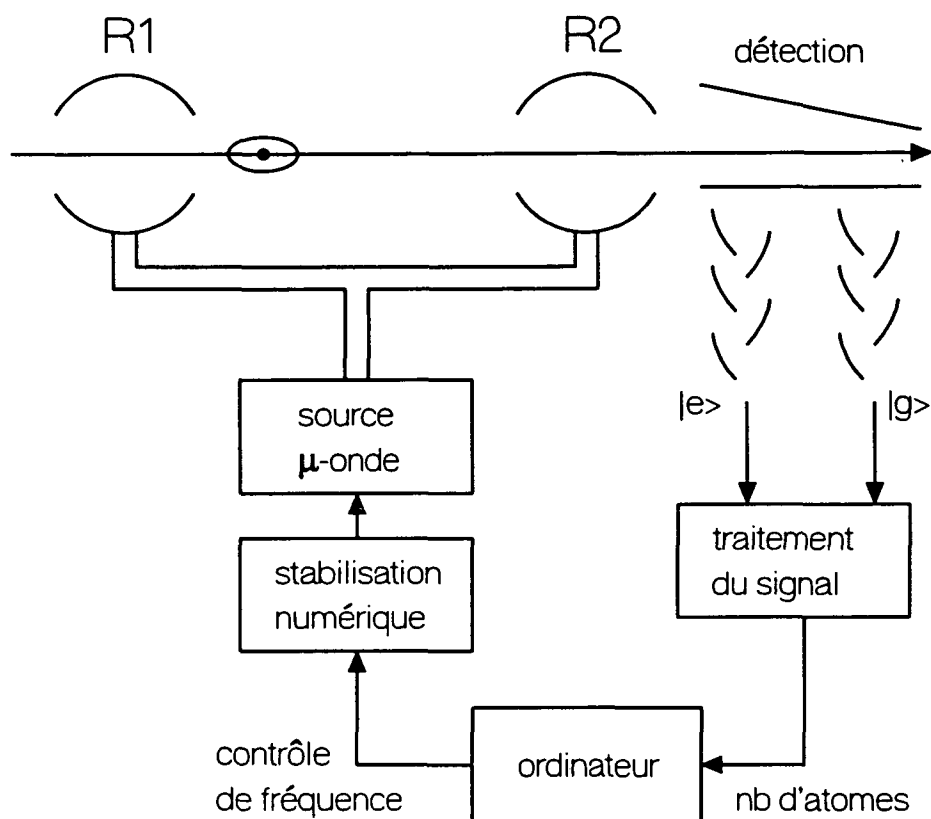 R1
R2
détection
|e>
|g>
source
µ-onde
traitement
du signal
stabilisation
numérique
contrôle
de fréquence
ordinateur
nb d'atomes